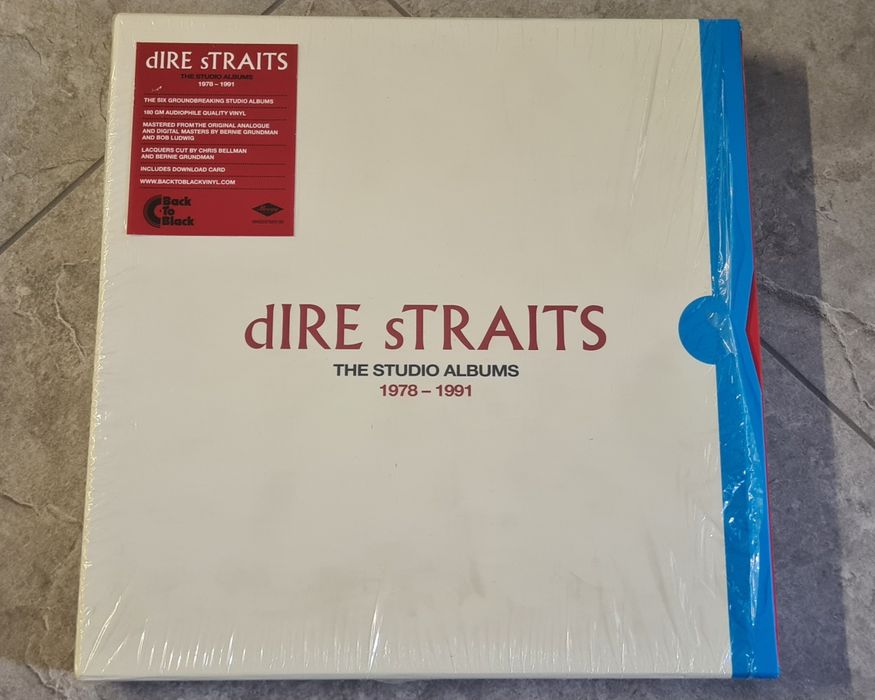 dIRE sTRAITS
THE STUDIO ALBUMS
1978 – 1991
THE SIX GROUNDBREAKING STUDIO ALBUMS
180 GM AUDIOPHILE QUALITY VINYL
MASTERED FROM THE ORIGINAL ANALOGUE
AND DIGITAL MASTERS BY BERNIE GRUNDMAN
AND BOB LUDWIG
LACQUERS CUT BY CHRIS BELLMAN
AND BERNIE GRUNDMAN
INCLUDES DOWNLOAD CARD
WWW.BACKTOBLACKVINYL.COM
Back
To
Black
dIRE sTRAITS
THE STUDIO ALBUMS
1978 – 1991